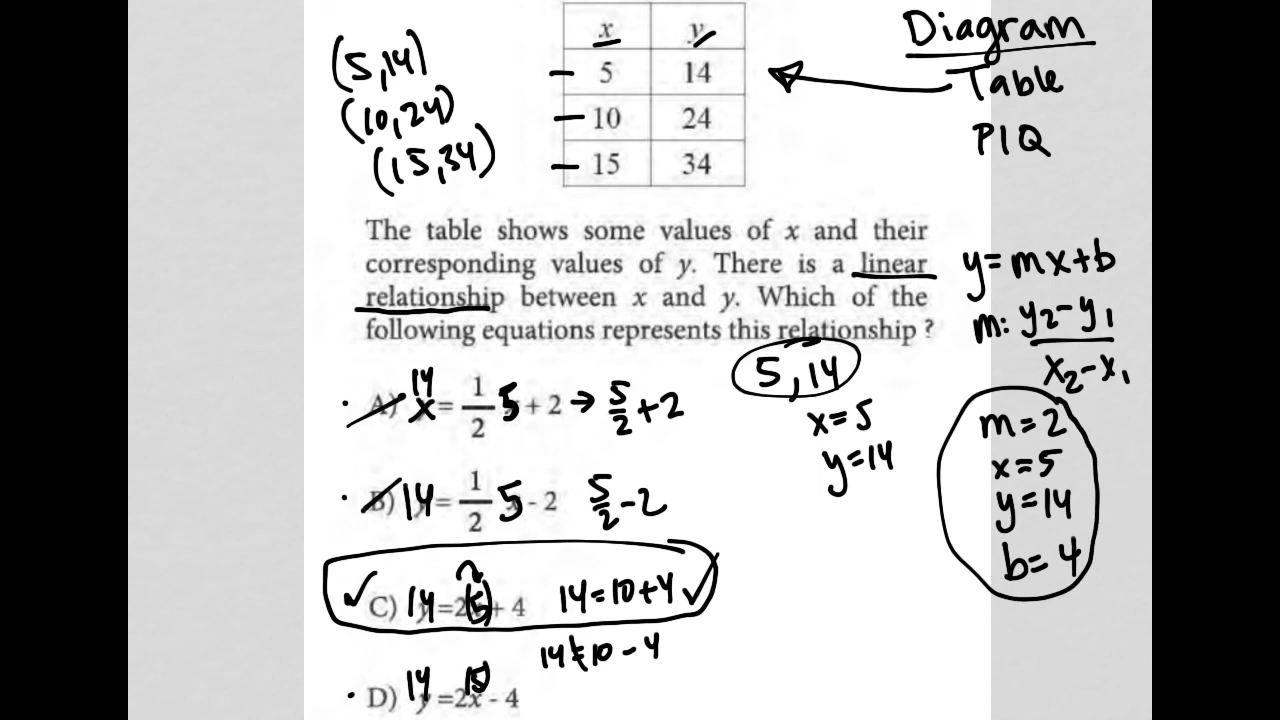 Diagram
Table
PIQ
(5,14)
(10,24)
(15,34)
x y
5 14
10 24
15 34
The table shows some values of x and their
corresponding values of y. There is a linear
relationship between x and y. Which of the
following equations represents this relationship ?
y=mx+b
m: y2-y1
x2-x1
m=2
x=5
y=14
b=4
5,14
x=5
y=14
A) 14 x = 1/2 5 + 2 → 5/2 + 2
B) 14 = 1/2 5 - 2 5/2 - 2
✓ C) 14 y=2(5)+ 4 14=10+4 ✓
14≠10-4
D) 14 y=2x - 4